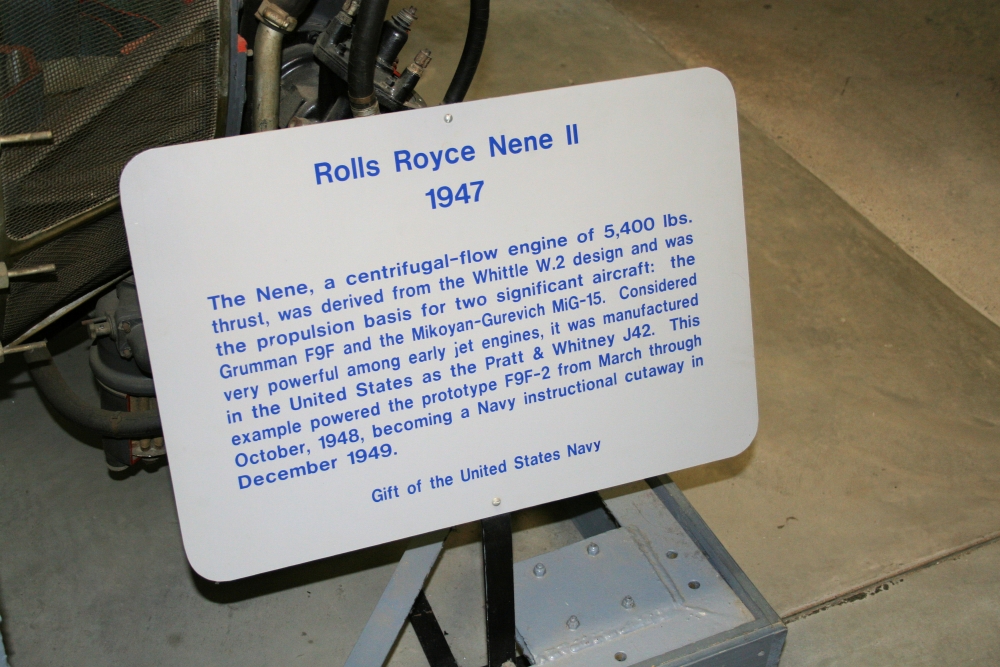 Rolls Royce Nene II
1947
The Nene, a centrifugal-flow engine of 5,400 lbs.
thrust, was derived from the Whittle W.2 design and was
the propulsion basis for two significant aircraft: the
Grumman F9F and the Mikoyan-Gurevich MiG-15. Considered
very powerful among early jet engines, it was manufactured
in the United States as the Pratt & Whitney J42. This
example powered the prototype F9F-2 from March through
October, 1948, becoming a Navy instructional cutaway in
December 1949.
Gift of the United States Navy